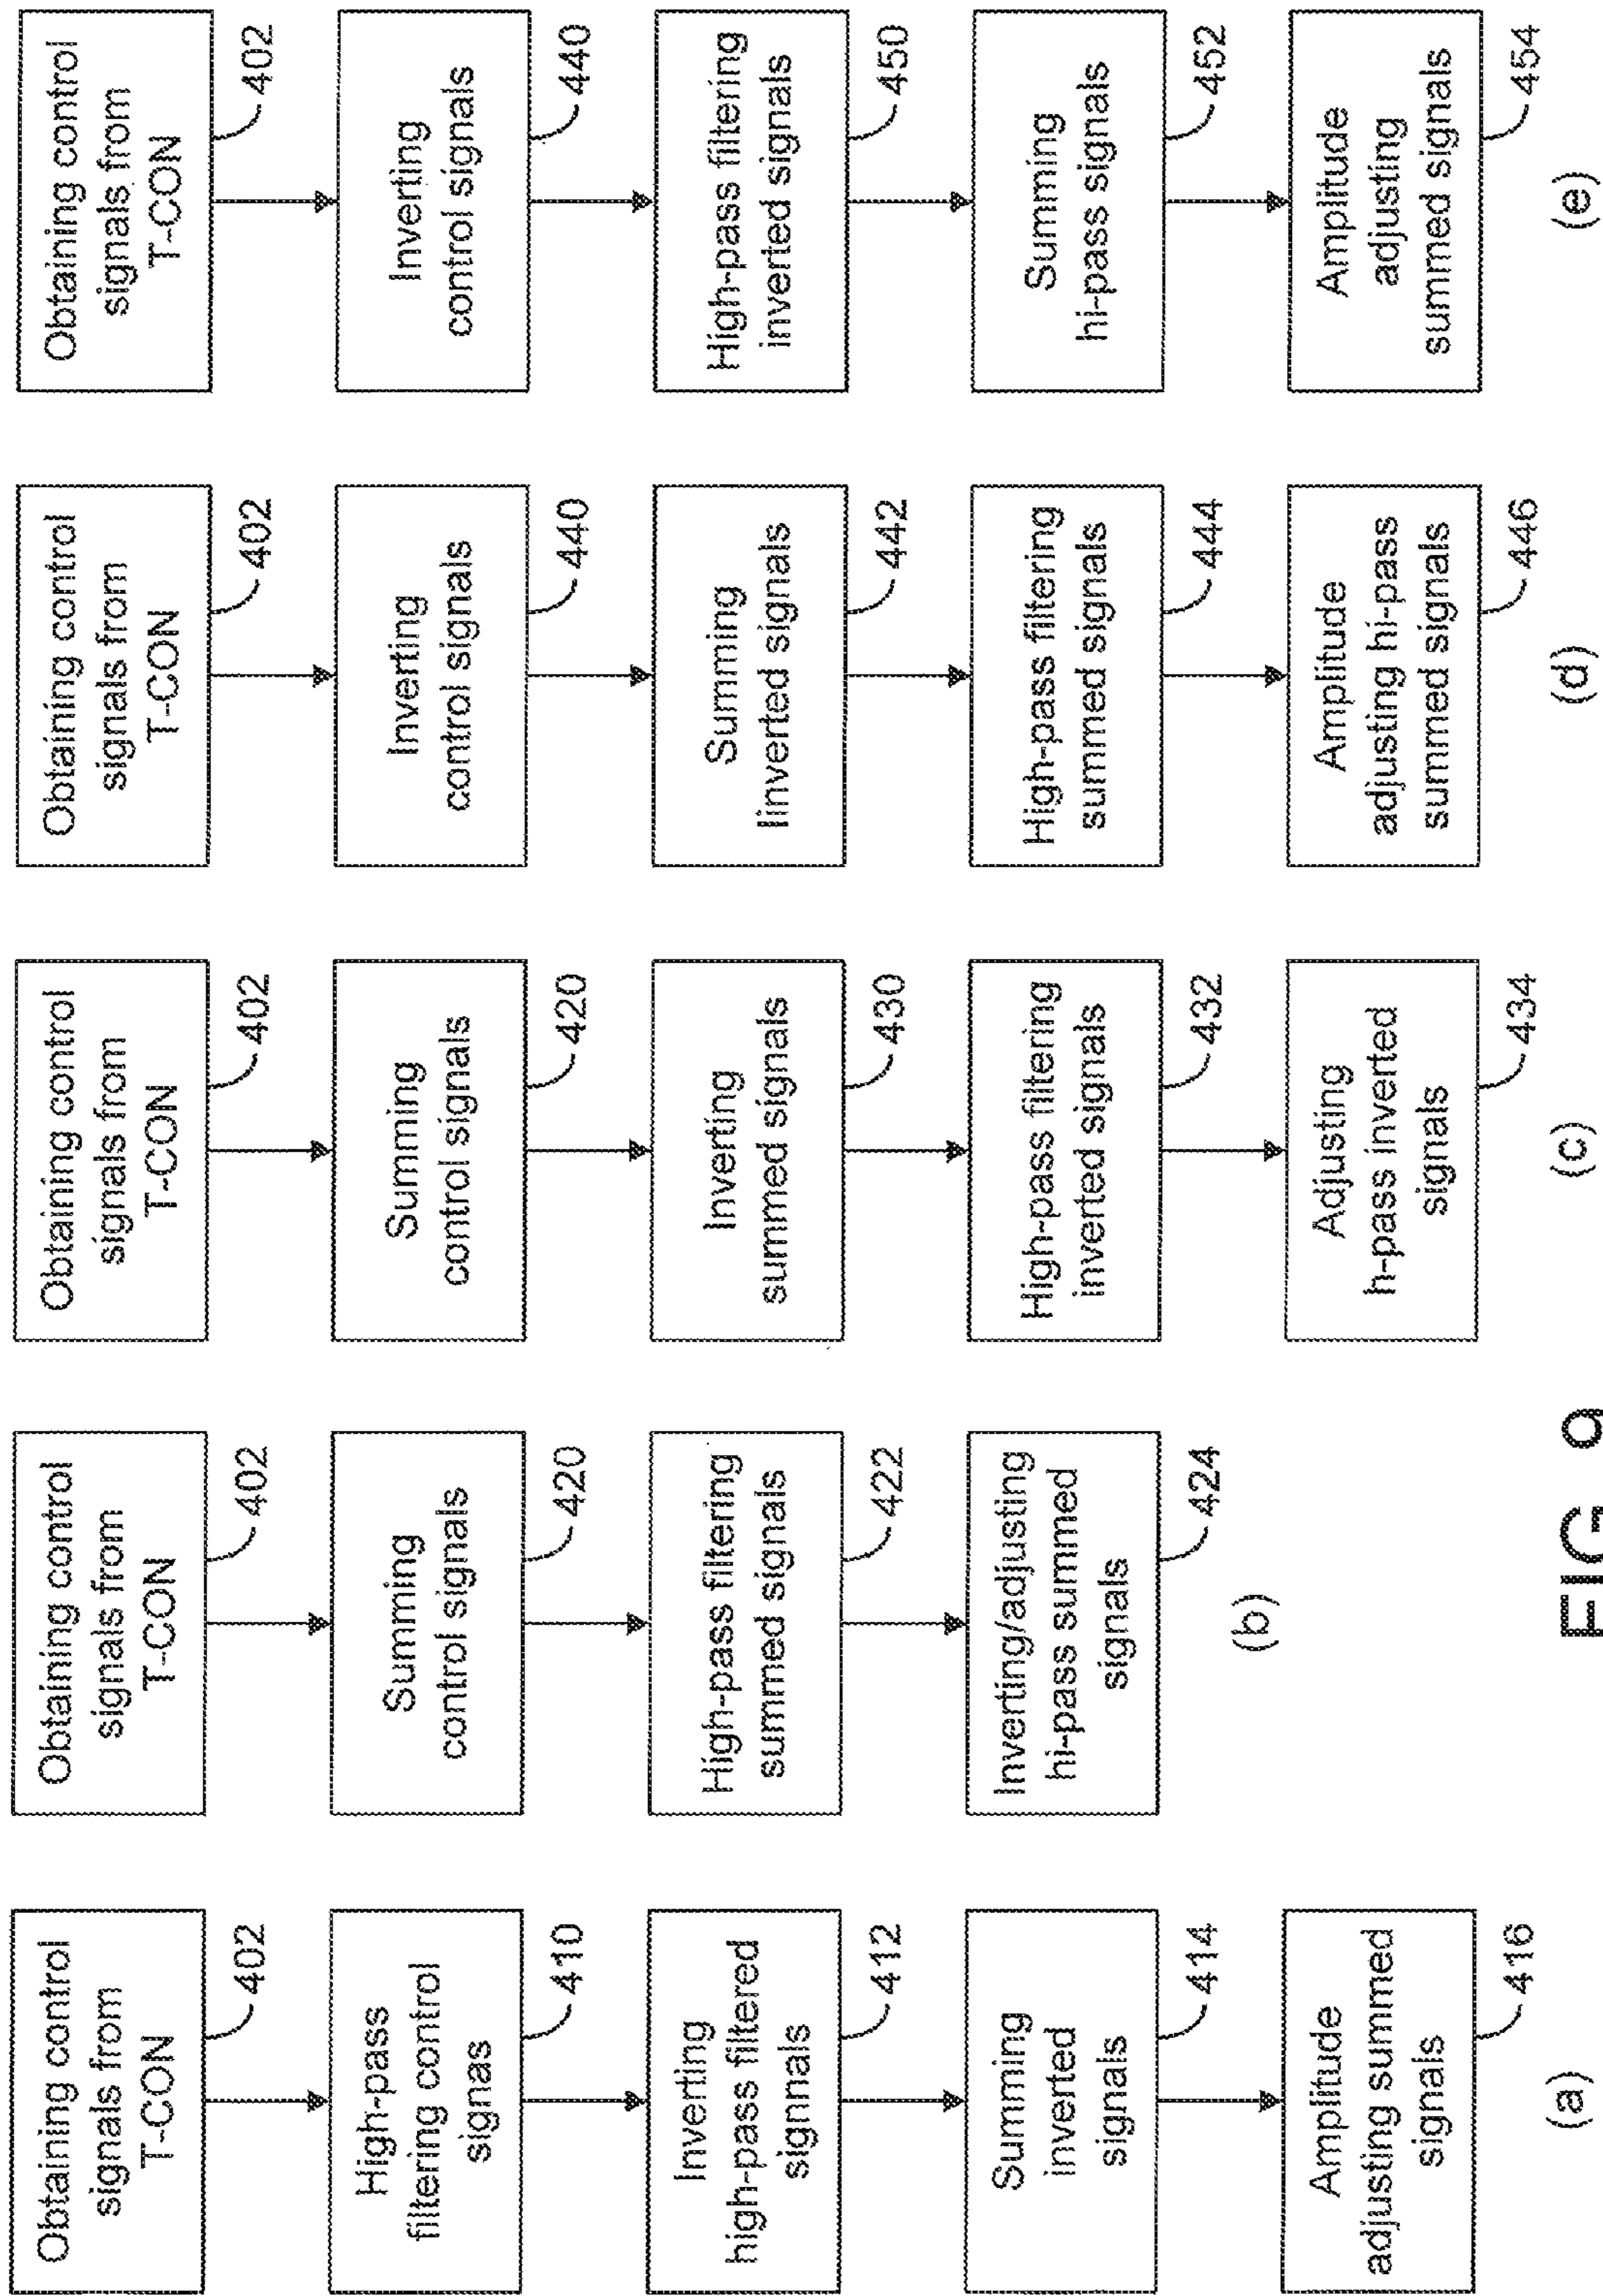 Obtaining control
signals from
T-CON
402
High-pass
filtering control
signas
410
Inverting
high-pass filtered
signnals
412
Summing
inverted
signals
414
Amplitude
adjusting summed
signals
416
(a)
Obtaining control
signals from
T-CON
402
Summing
control signals
420
High-pass filtering
summed signals
422
Inverting/adjusting
hi-pass summed
signals
424
(b)
Obtaining control
signals from
T-CON
402
Summing
control signals
420
Inverting
summed signals
430
High-pass filtering
inverted signals
432
Adjusting
h-pass inverted
signals
434
(c)
Obtaining control
signals from
T-CON
402
Inverting
control signals
440
Summing
Iinverted signals
442
High-pass filtering
summed signals
444
Amplitude
adjusting hi-pass
summed signals
446
(d)
Obtaining control
signals from
T-CON
402
Inverting
control signals
440
High-pass filtering
inverted signals
450
Summing
hi-pass signals
452
Amplitude
adjusting
summed signals
454
(e)
FIG. 9